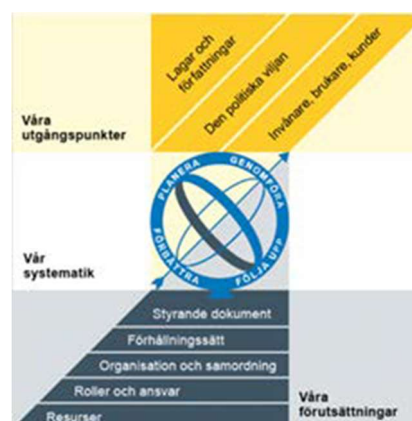 Lagar och
författningar
Den politiska viljan
Invånare, brukare, kunder
Våra
utgångspunkter
PLANERA
GENOMFÖRA
FÖLJA UPP
FÖRBÄTTRA
Vår
systematik
Styrande dokument
Förhållningssätt
Organisation och samordning
Roller och ansvar
Resurser
Våra
förutsättningar